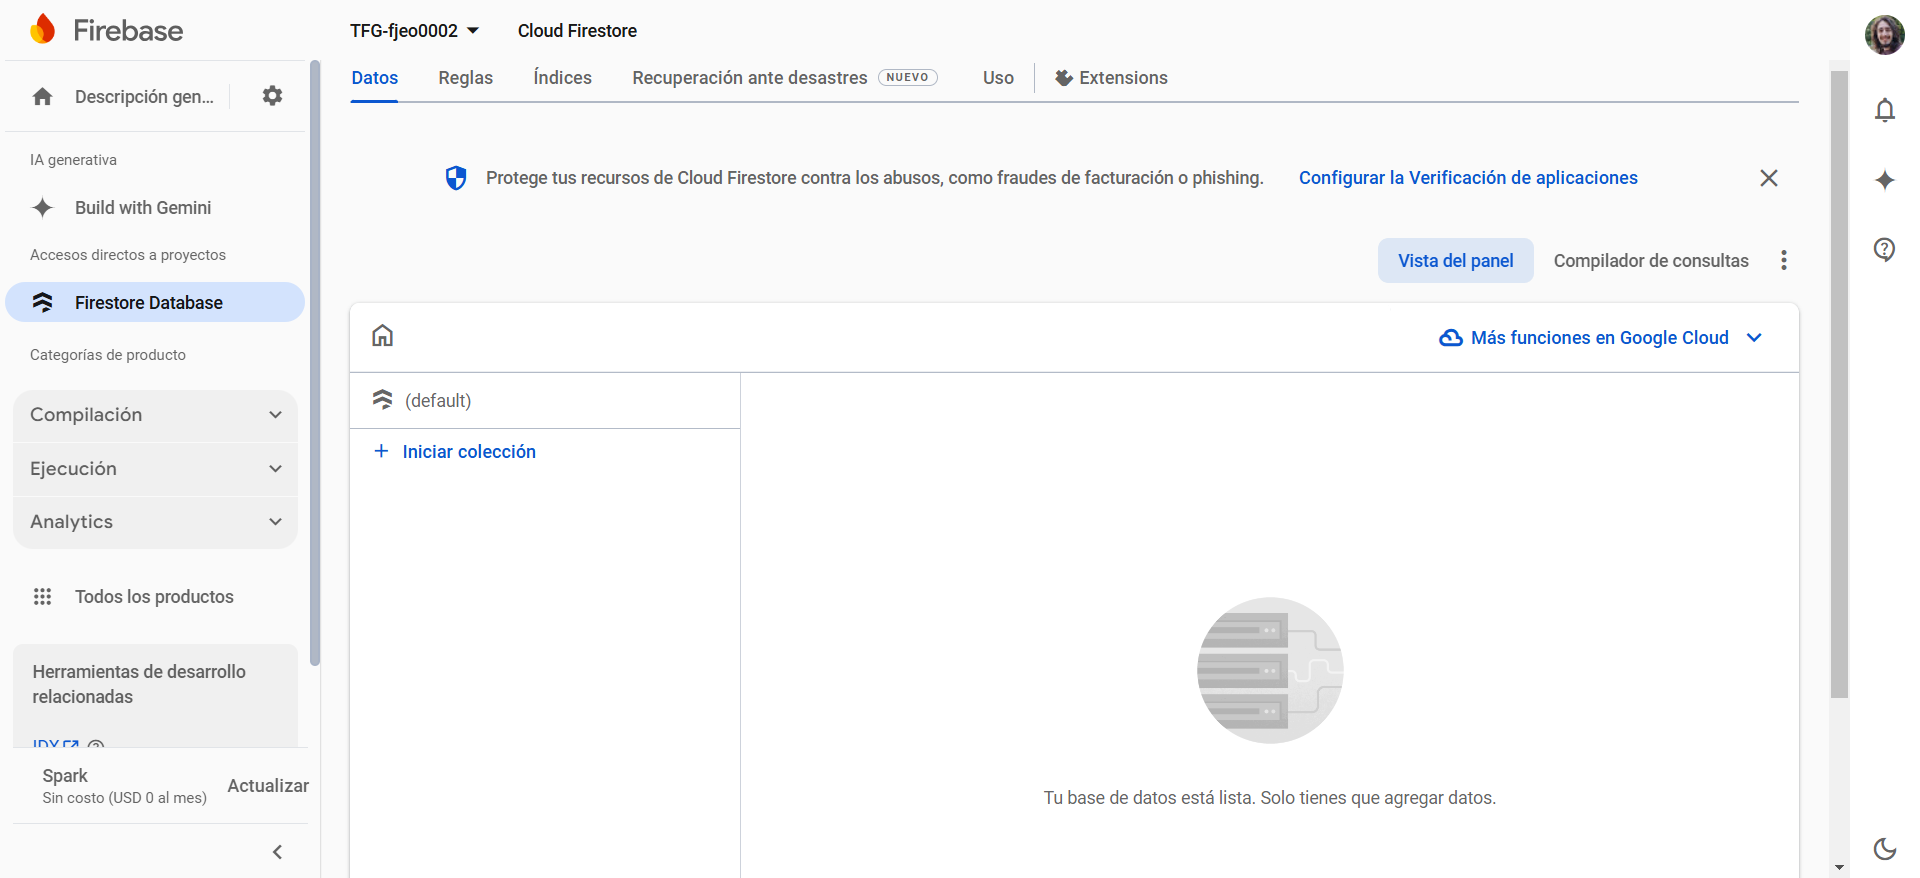 Firebase
TFG-fjeo0002
Cloud Firestore
Datos
Reglas
Índices
Recuperación ante desastres
NUEVO
Uso
Extensions
Descripción gen...
IA generativa
Build with Gemini
Accesos directos a proyectos
Firestore Database
Categorías de producto
Compilación
Ejecución
Analytics
Todos los productos
Herramientas de desarrollo
relacionadas
IDX
Spark
Sin costo (USD 0 al mes)
Actualizar
Protege tus recursos de Cloud Firestore contra los abusos, como fraudes de facturación o phishing.
Configurar la Verificación de aplicaciones
Vista del panel
Compilador de consultas
Más funciones en Google Cloud
(default)
Iniciar colección
Tu base de datos está lista. Solo tienes que agregar datos.